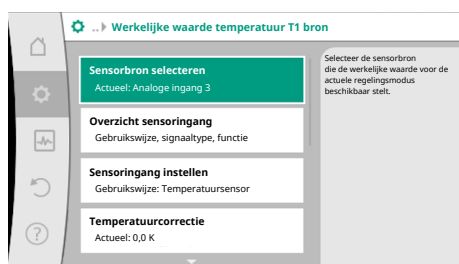 ..▸ Werkelijke waarde temperatuur T1 bron
Sensorbron selecteren
Actueel: Analoge ingang 3
Overzicht sensoringang
Gebruikswijze, signaaltype, functie
Sensoringang instellen
Gebruikswijze: Temperatuursensor
Temperatuurcorrectie
Actueel: 0,0 K
Selecteer de sensorbron
die de werkelijke waarde voor de
actuele regelingsmodus
beschikbaar stelt.
?